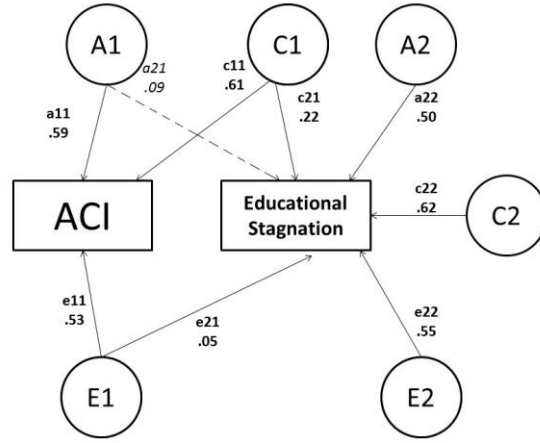 A1
C1
A2
a21
.09
c11
.61
c21
.22
a11
.59
a22
.50
ACI
Educational
Stagnation
c22
.62
C2
e11
.53
e21
.05
e22
.55
E1
E2